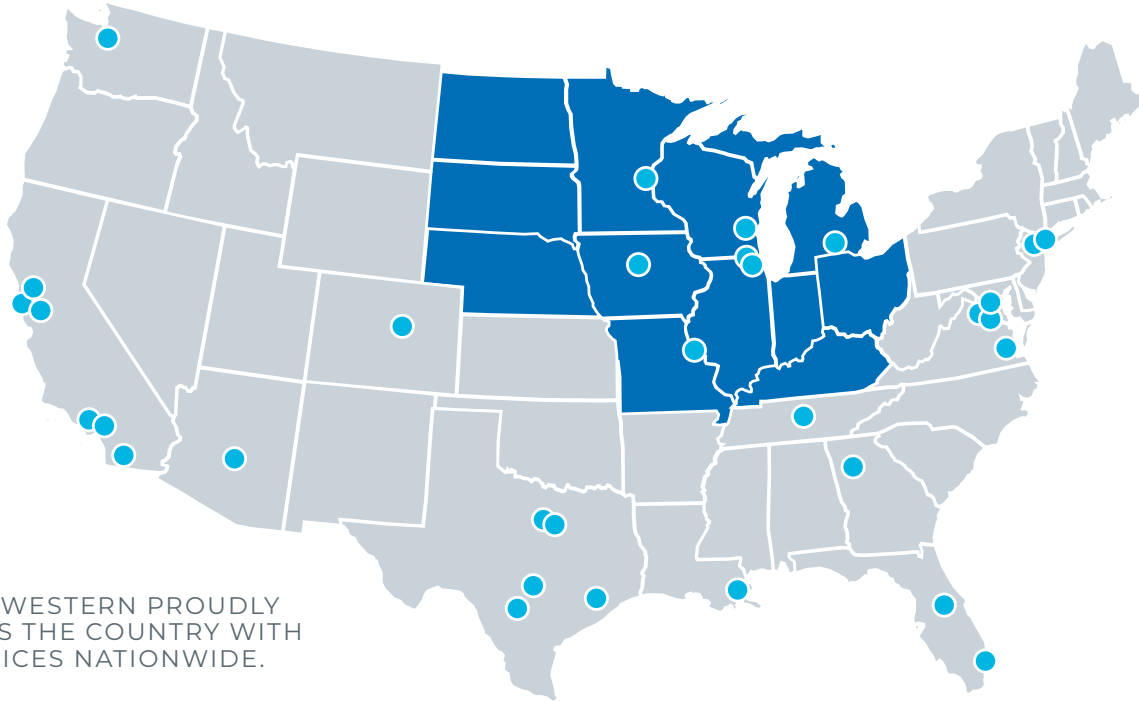 WESTERN PROUDLY
S THE COUNTRY WITH
ICES NATIONWIDE.